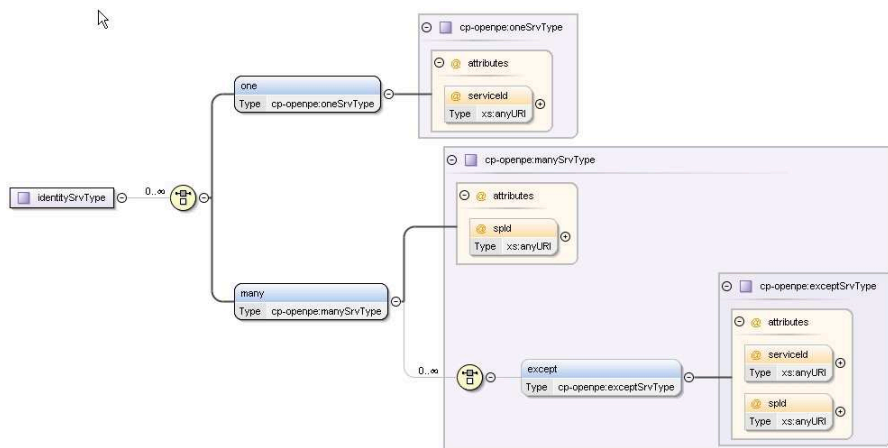 cp-openpe:oneSrvType
@ attributes
one
Type cp-openpe:oneSrvType
@ serviceId
Type xs:anyURI
cp-openpe:manySrvType
identitySrvType
0..∞
@ attributes
@ spId
Type xs:anyURI
many
Type cp-openpe:manySrvType
cp-openpe:exceptSrvType
@ attributes
0..∞
except
Type cp-openpe:exceptSrvType
@ serviceId
Type xs:anyURI
@ spId
Type xs:anyURI